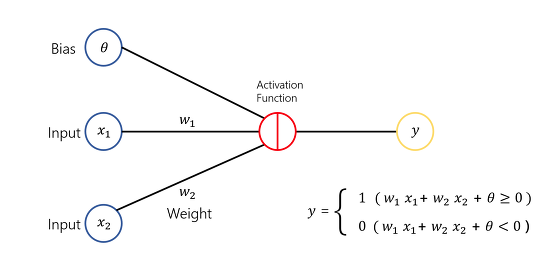 Bias θ
Activation
Function
Input x₁ w₁ y
w₂
Input x₂ Weight
y = { 1 ( w₁ x₁ + w₂ x₂ + θ ≥ 0 )
0 ( w₁ x₁ + w₂ x₂ + θ < 0 )